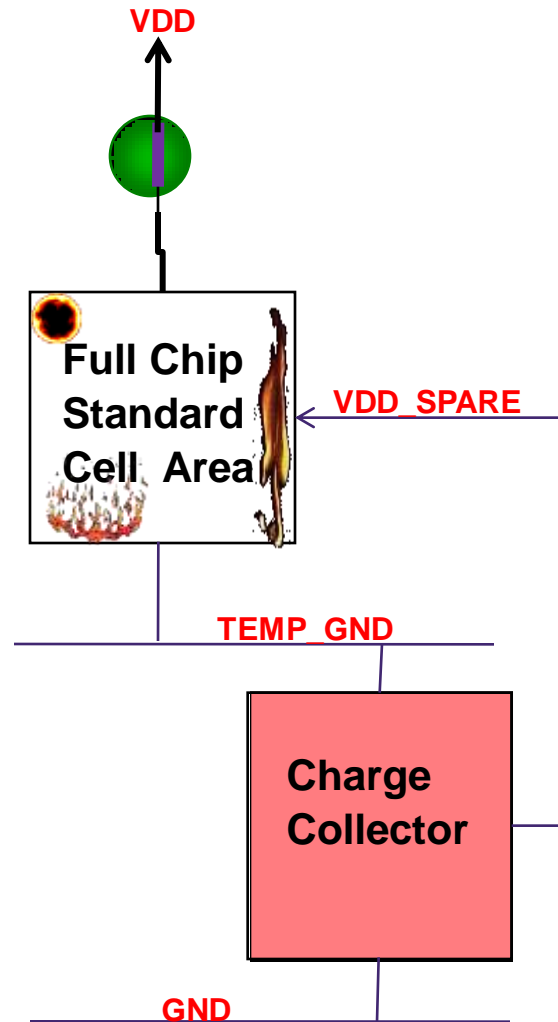 VDD
Full Chip
Standard
Cell Area
VDD_SPARE
TEMP_GND
Charge
Collector
GND